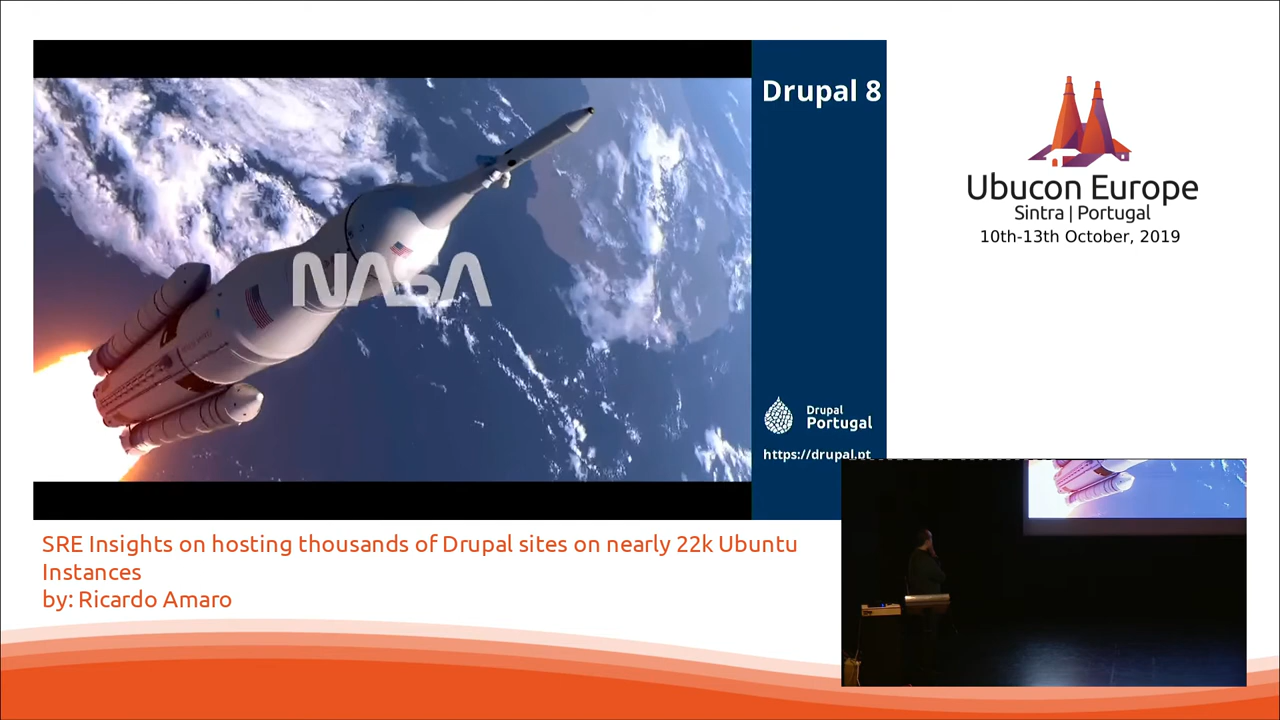 Drupal 8
NASA
Drupal
Portugal
https://drupal.pt
Ubucon Europe
Sintra | Portugal
10th-13th October, 2019
SRE Insights on hosting thousands of Drupal sites on nearly 22k Ubuntu
Instances
by: Ricardo Amaro